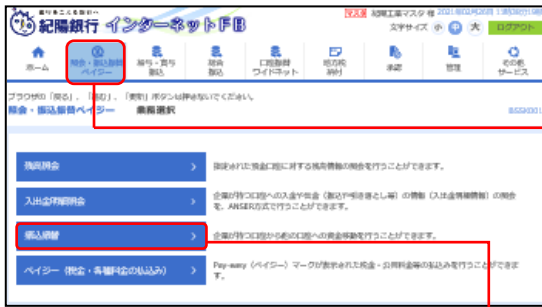 紀陽銀行 インターネットFB
文字サイズ 小 中 大 ログアウト
ホーム
照会・振込振替
ペイジー
給与・賞与
振込
総合
振込
口座振替
ワイドネット
地方税
納付
承認
管理
その他
サービス
ブラウザの「戻る」、「進む」、「更新」ボタンは押さないでください。
照会・振込振替ペイジー 業務選択
残高照会
指定された預金口座に対する残高情報の照会を行うことができます。
入出金明細照会
企業が持つ口座への入金や出金（振込や引き落とし等）の情報（入出金明細情報）の照会
を、ANSER方式で行うことができます。
振込振替
企業が持つ口座から他の口座への資金移動を行うことができます。
ペイジー（税金・各種料金の払込み）
Pay-easy（ペイジー）マークが表示された税金・公共料金等の払込みを行うことができま
す。